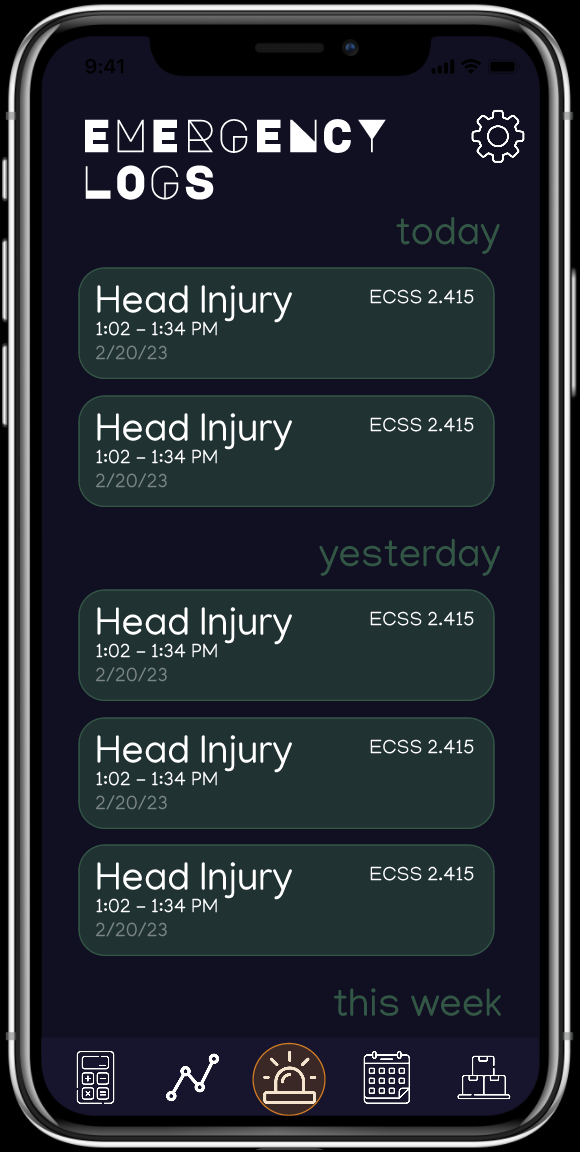 9:41
EMERGENCY
LOGS
today
Head Injury ECSS 2.415
1:02 – 1:34 PM
2/20/23
Head Injury ECSS 2.415
1:02 – 1:34 PM
2/20/23
yesterday
Head Injury ECSS 2.415
1:02 – 1:34 PM
2/20/23
Head Injury ECSS 2.415
1:02 – 1:34 PM
2/20/23
Head Injury ECSS 2.415
1:02 – 1:34 PM
2/20/23
this week